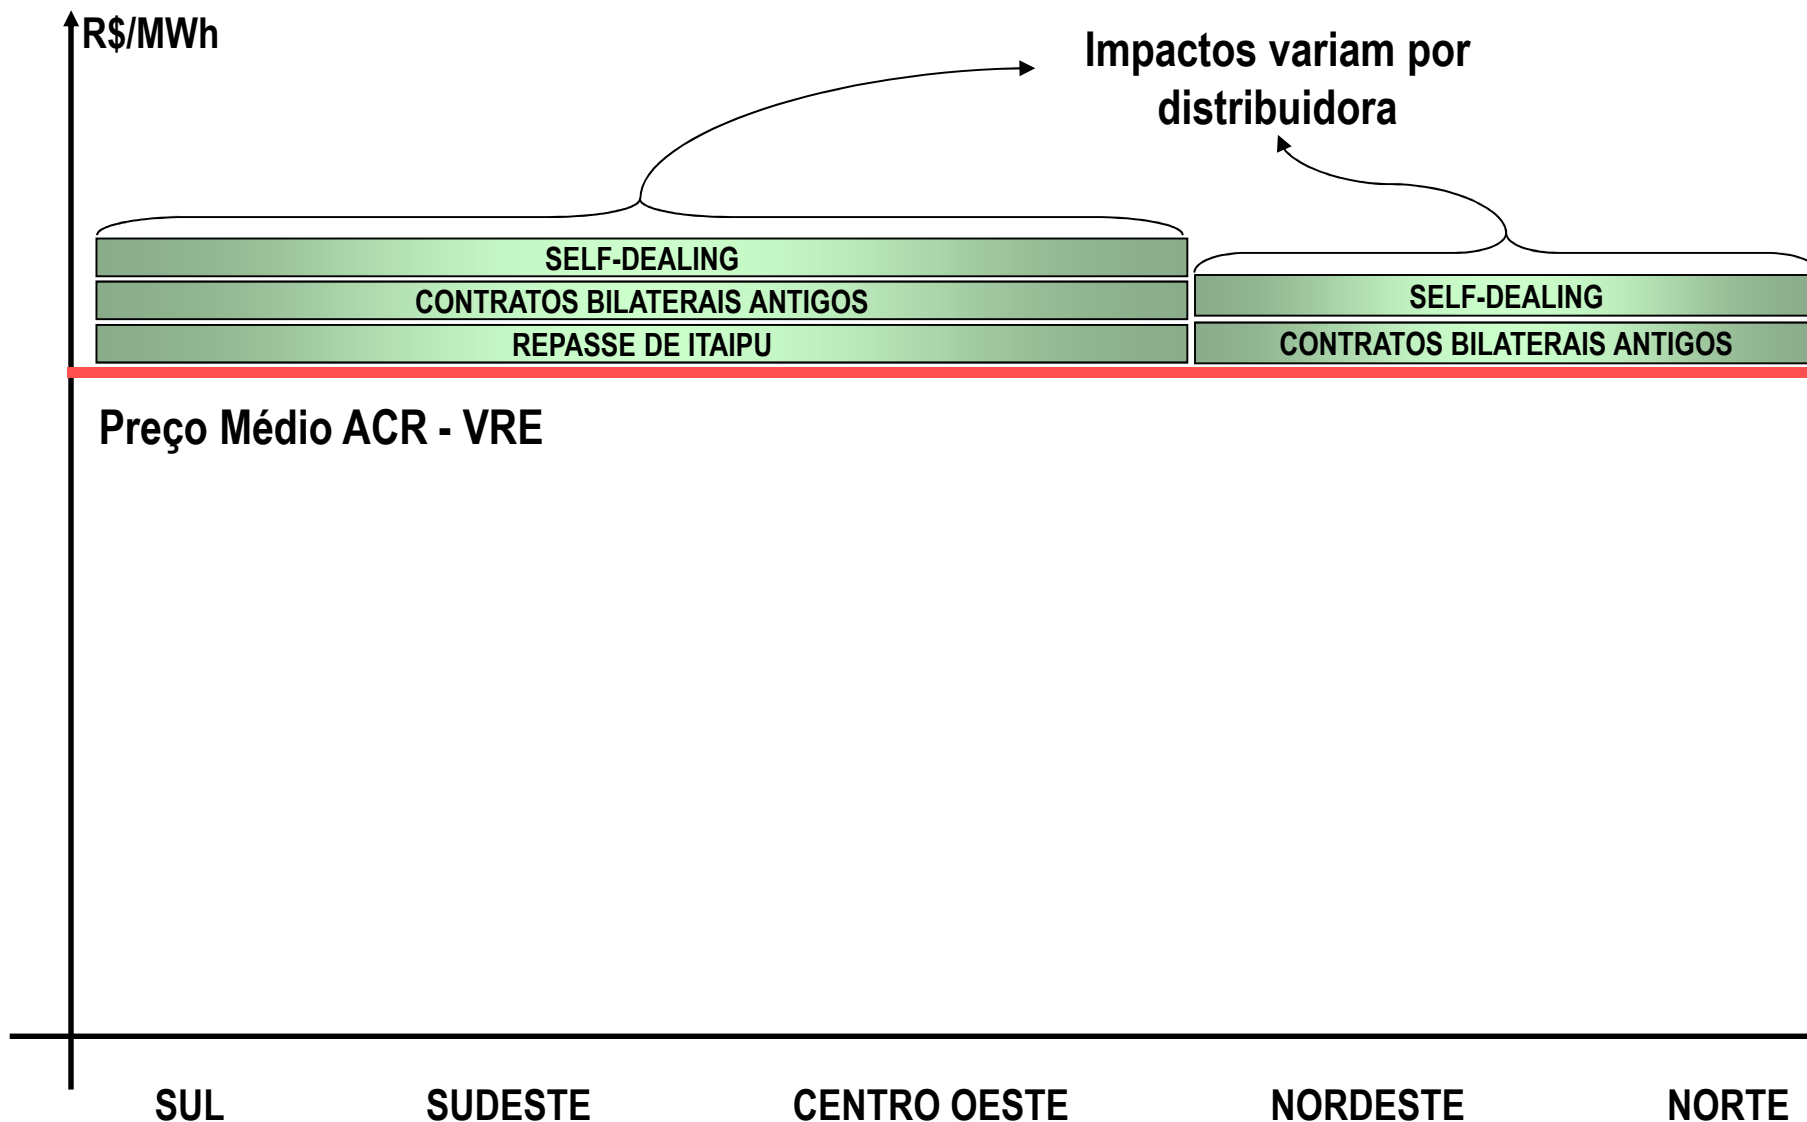 R$/MWh
Impactos variam por
distribuidora
SELF-DEALING
CONTRATOS BILATERAIS ANTIGOS
REPASSE DE ITAIPU
SELF-DEALING
CONTRATOS BILATERAIS ANTIGOS
Preço Médio ACR - VRE
SUL SUDESTE CENTRO OESTE NORDESTE NORTE